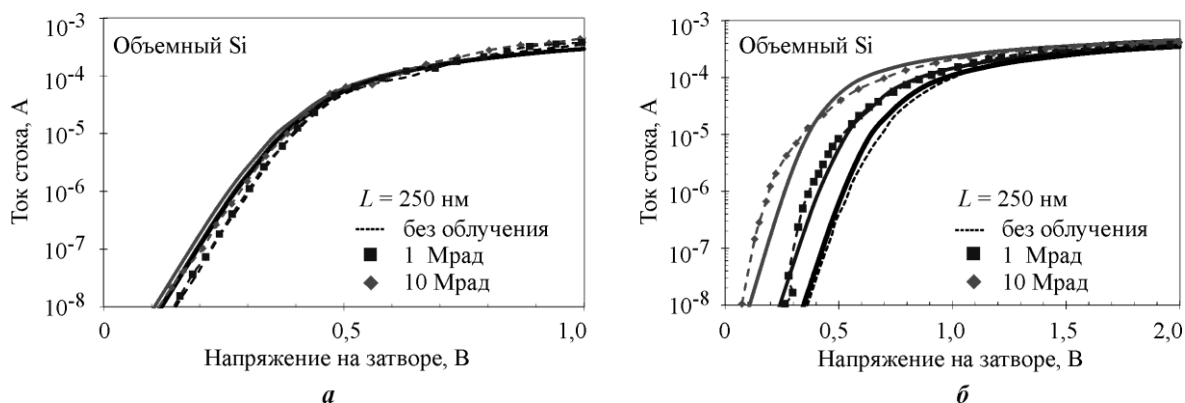 10⁻³
10⁻⁴
10⁻⁵
10⁻⁶
10⁻⁷
10⁻⁸
Ток стока, А
Объемный Si
L = 250 нм
без облучения
1 Мрад
10 Мрад
0
0,5
1,0
Напряжение на затворе, В
а
10⁻³
10⁻⁴
10⁻⁵
10⁻⁶
10⁻⁷
10⁻⁸
Ток стока, А
Объемный Si
L = 250 нм
без облучения
1 Мрад
10 Мрад
0
0,5
1,0
1,5
2,0
Напряжение на затворе, В
б